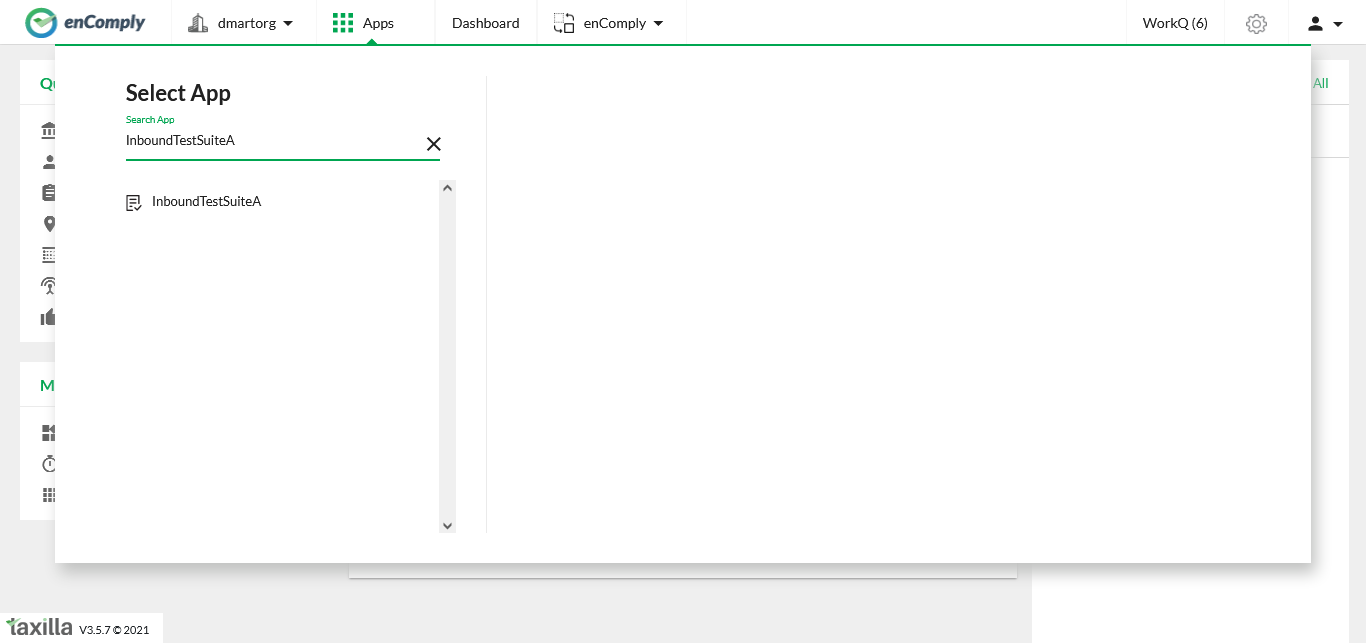 enComply dmartorg Apps Dashboard enComply WorkQ (6)
Select App
Search App
InboundTestSuiteA
InboundTestSuiteA
All
taxilla V3.5.7 © 2021